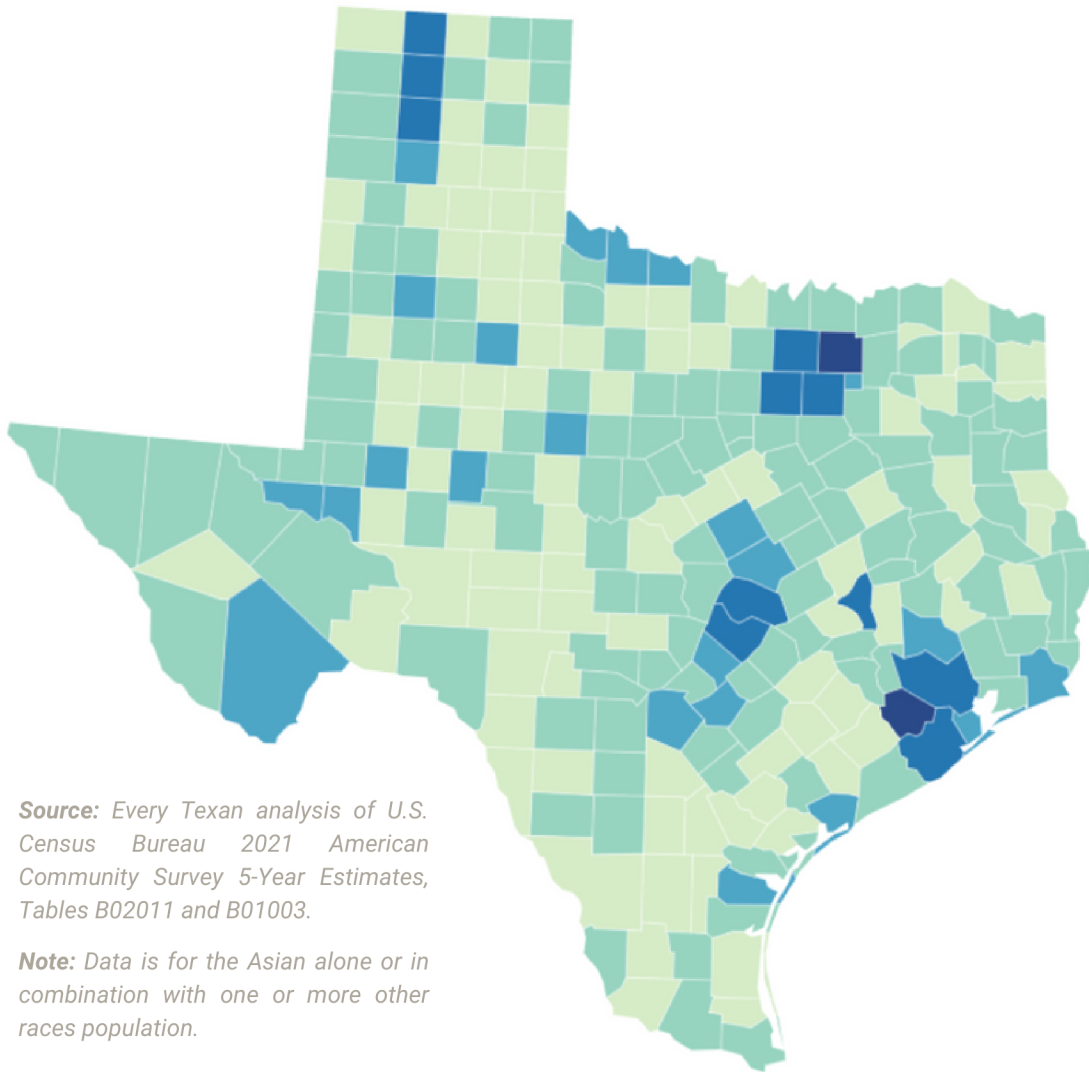 Source: Every Texan analysis of U.S.
Census Bureau 2021 American
Community Survey 5-Year Estimates,
Tables B02011 and B01003.
Note: Data is for the Asian alone or in
combination with one or more other
races population.